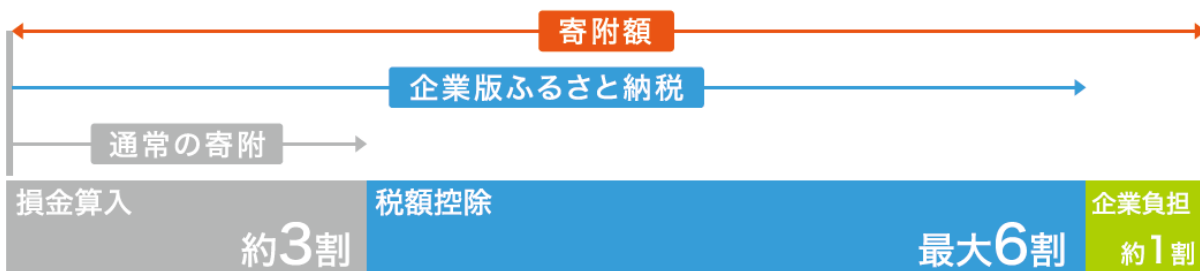 寄附額
企業版ふるさと納税
通常の寄附
損金算入
約3割
税額控除
最大6割
企業負担
約1割